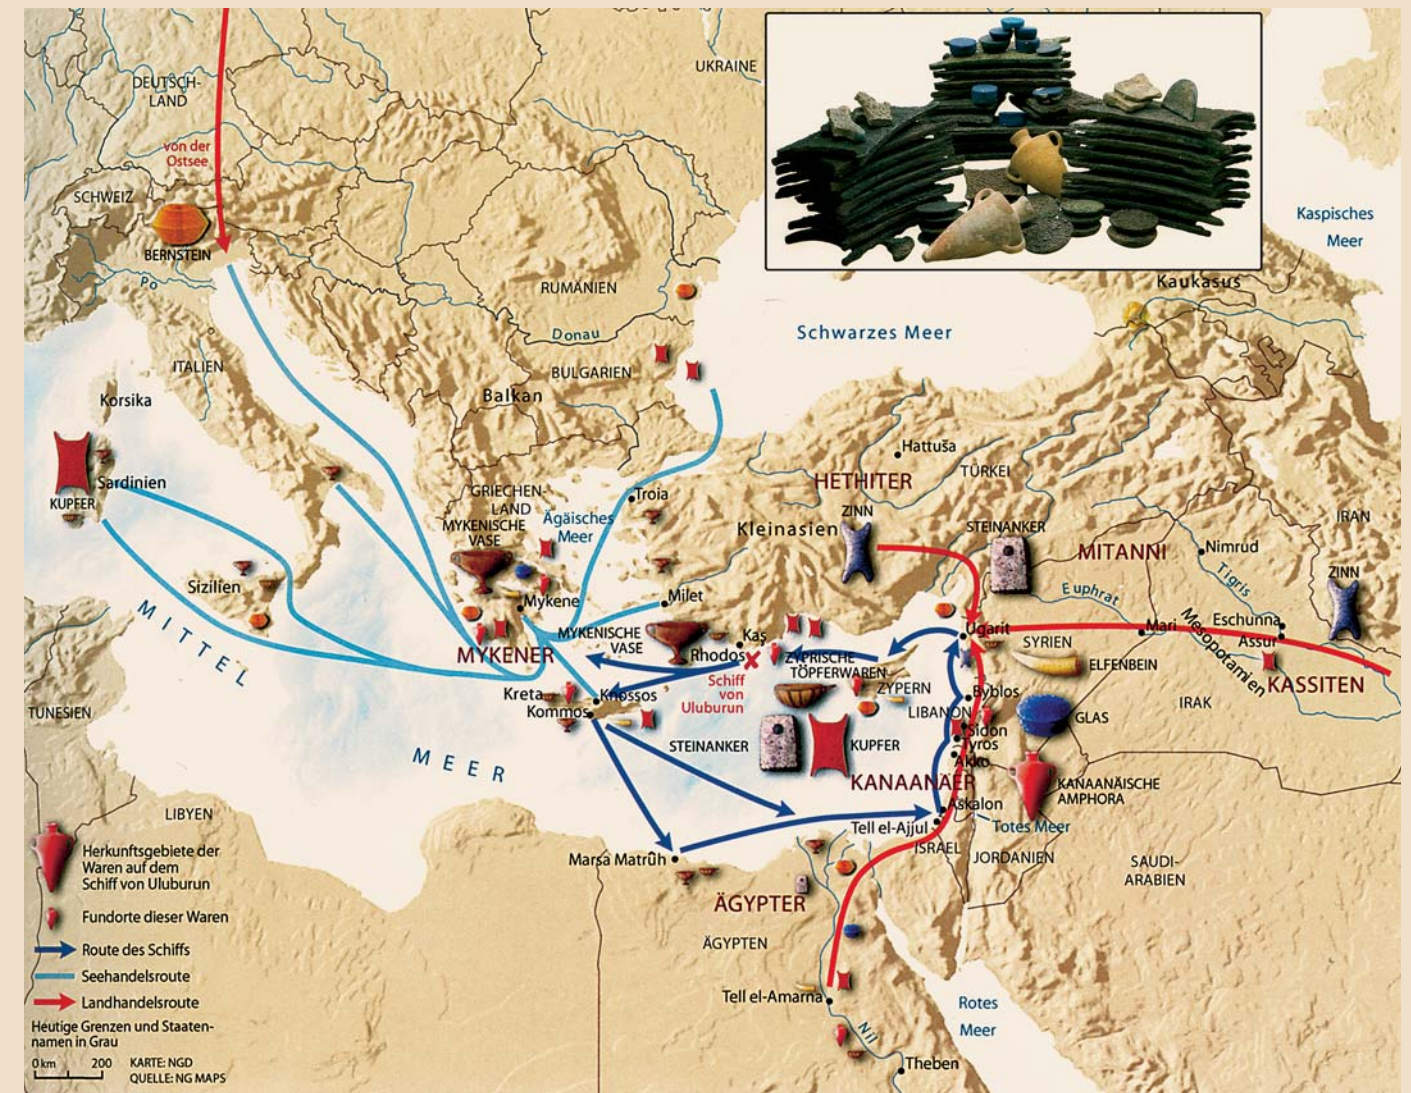 UKRAINE
DEUTSCH-
LAND
von der
Ostsee
SCHWEIZ
BERNSTEIN
Po
Kaspisches
Meer
Kaukasus
RUMÄNIEN
Donau
Schwarzes Meer
ITALIEN
BULGARIEN
Balkan
Korsika
Hattuša
TÜRKEI
HETHITER
Sardinien
KUPFER
GRIECHEN-
LAND
MYKENISCHE
VASE
Ägäisches
Meer
Troia
ZINN
Kleinasien
STEINANKER
IRAN
MITANNI
Nimrud
Tigris
ZINN
Sizilien
Euphrat
Mykene
Milet
Eschunna
Mari
Assur
Mesopotamien
MITTEL
MEER
MYKENISCHE
VASE
Kaş
Ugarit
SYRIEN
ELFENBEIN
MYKENER
Rhodos
ZYPRISCHE
TÖPFERWAREN
Schiff
von
Uluburun
ZYPERN
Byblos
KASSITEN
IRAK
Kreta
Knossos
Kommos
LIBANON
GLAS
TUNESIEN
Sidon
Tyros
Akko
STEINANKER
KUPFER
KANAANÄER
KANAANÄISCHE
AMPHORA
LIBYEN
Askalon
Totes Meer
Tell el-Ajjul
ISRAEL
JORDANIEN
Marsa Matrûh
SAUDI-
ARABIEN
ÄGYPTER
ÄGYPTEN
Tell el-Amarna
Rotes
Meer
Nil
Theben
Herkunftsgebiete der
Waren auf dem
Schiff von Uluburun
Fundorte dieser Waren
Route des Schiffs
Seehandelsroute
Landhandelsroute
Heutige Grenzen und Staaten-
namen in Grau
0 km 200
KARTE: NGD
QUELLE: NG MAPS